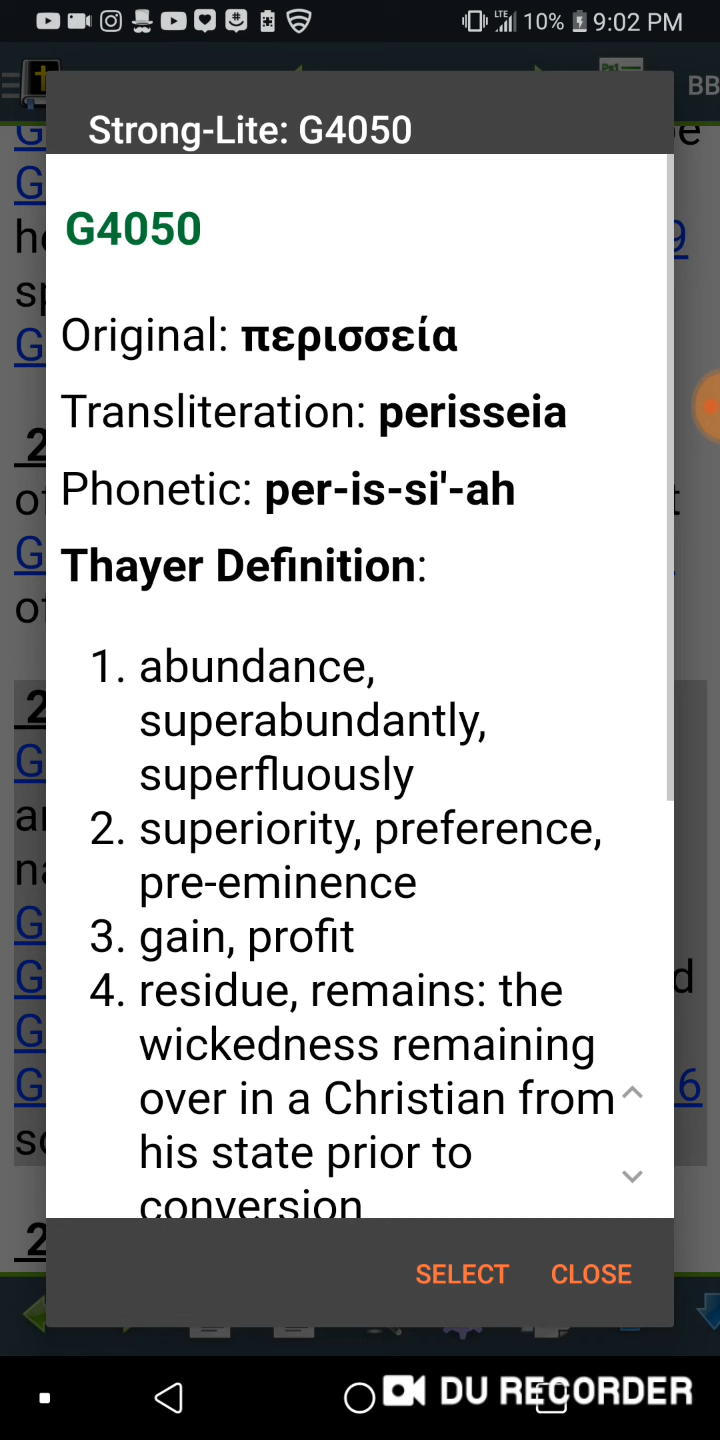 10% 9:02 PM
BB
Strong-Lite: G4050
G4050
Original: περισσεία
Transliteration: perisseia
Phonetic: per-is-si'-ah
Thayer Definition:
1. abundance,
superabundantly,
superfluously
2. superiority, preference,
pre-eminence
3. gain, profit
4. residue, remains: the
wickedness remaining
over in a Christian from
his state prior to
conversion
SELECT CLOSE
DU RECORDER